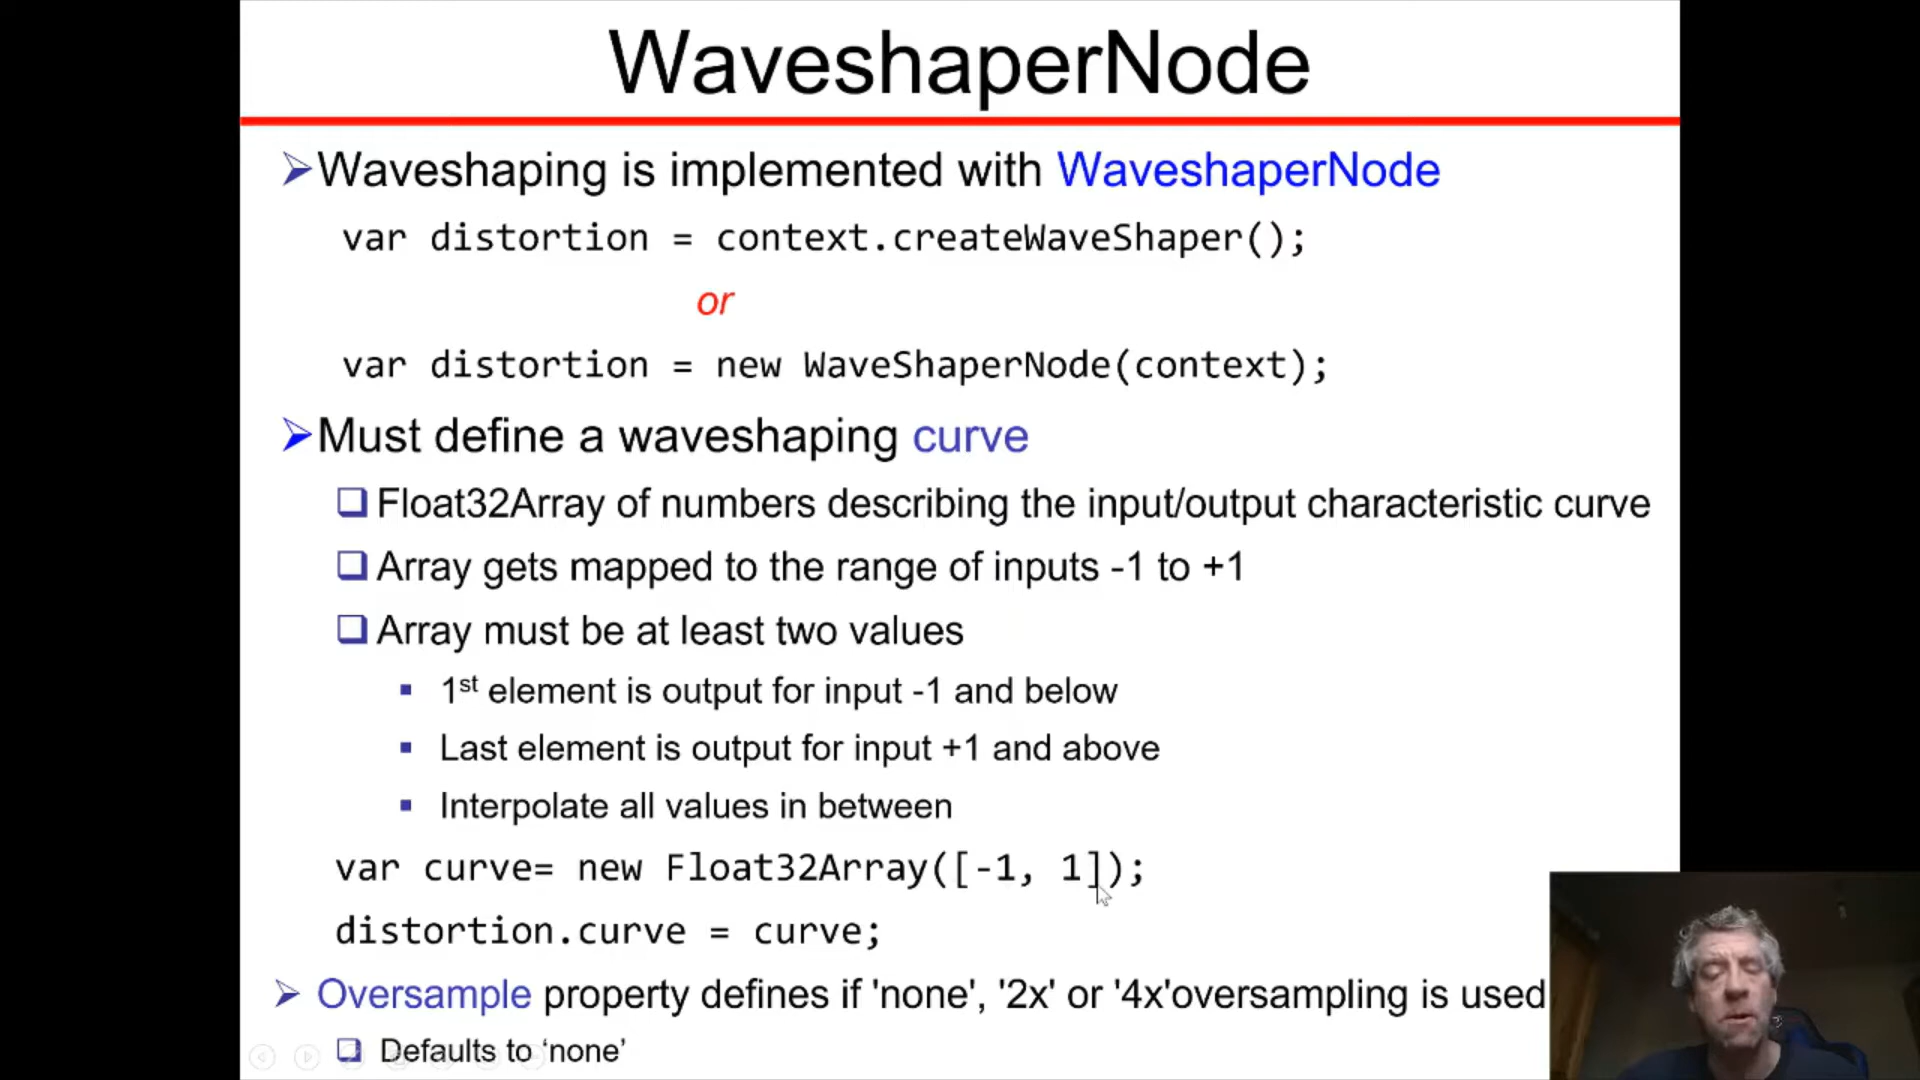 WaveshaperNode
Waveshaping is implemented with WaveshaperNode
var distortion = context.createWaveShaper();
or
var distortion = new WaveShaperNode(context);
Must define a waveshaping curve
Float32Array of numbers describing the input/output characteristic curve
Array gets mapped to the range of inputs -1 to +1
Array must be at least two values
1st element is output for input -1 and below
Last element is output for input +1 and above
Interpolate all values in between
var curve= new Float32Array([-1, 1]);
distortion.curve = curve;
Oversample property defines if 'none', '2x' or '4x'oversampling is used
Defaults to ‘none’